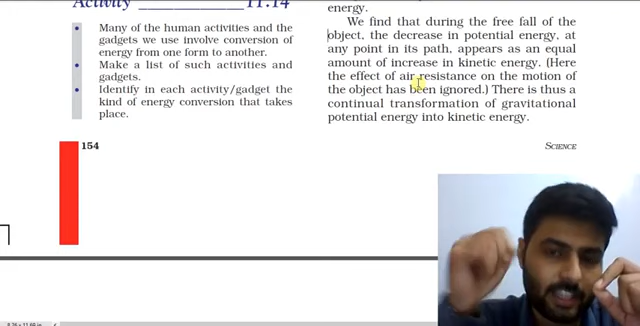 Activity ______________ 11.14
• Many of the human activities and the
gadgets we use involve conversion of
energy from one form to another.
• Make a list of such activities and
gadgets.
• Identify in each activity/gadget the
kind of energy conversion that takes
place.
energy.
We find that during the free fall of the
object, the decrease in potential energy, at
any point in its path, appears as an equal
amount of increase in kinetic energy. (Here
the effect of air resistance on the motion of
the object has been ignored.) There is thus a
continual transformation of gravitational
potential energy into kinetic energy.
154
SCIENCE